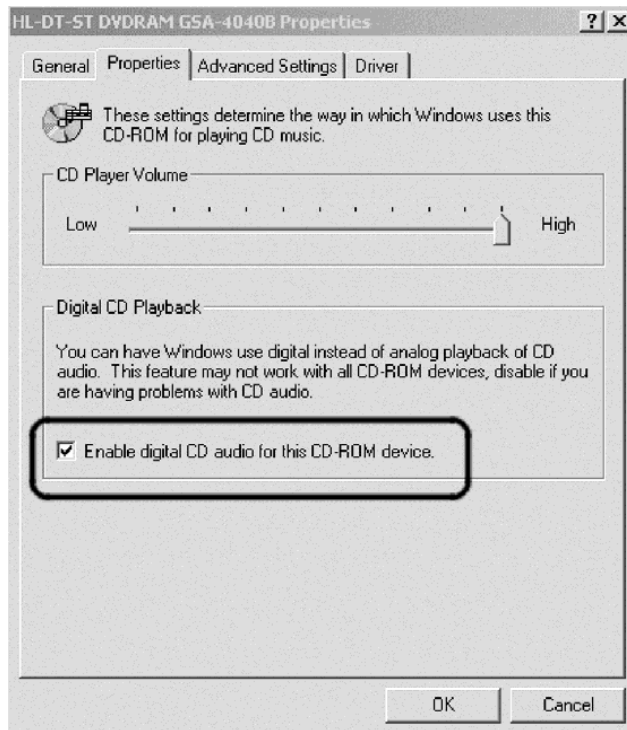 HL-DT-ST DVDRAM GSA-4040B Properties
General Properties Advanced Settings Driver
These settings determine the way in which Windows uses this
CD-ROM for playing CD music.
CD Player Volume
Low High
Digital CD Playback
You can have Windows use digital instead of analog playback of CD
audio. This feature may not work with all CD-ROM devices, disable if you
are having problems with CD audio.
Enable digital CD audio for this CD-ROM device.
OK Cancel